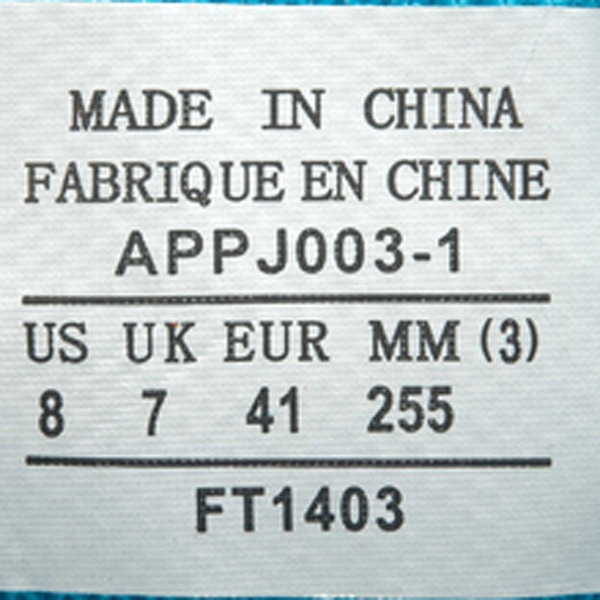 MADE IN CHINA
FABRIQUE EN CHINE
APPJ003-1
US UK EUR MM (3)
8 7 41 255
FT1403